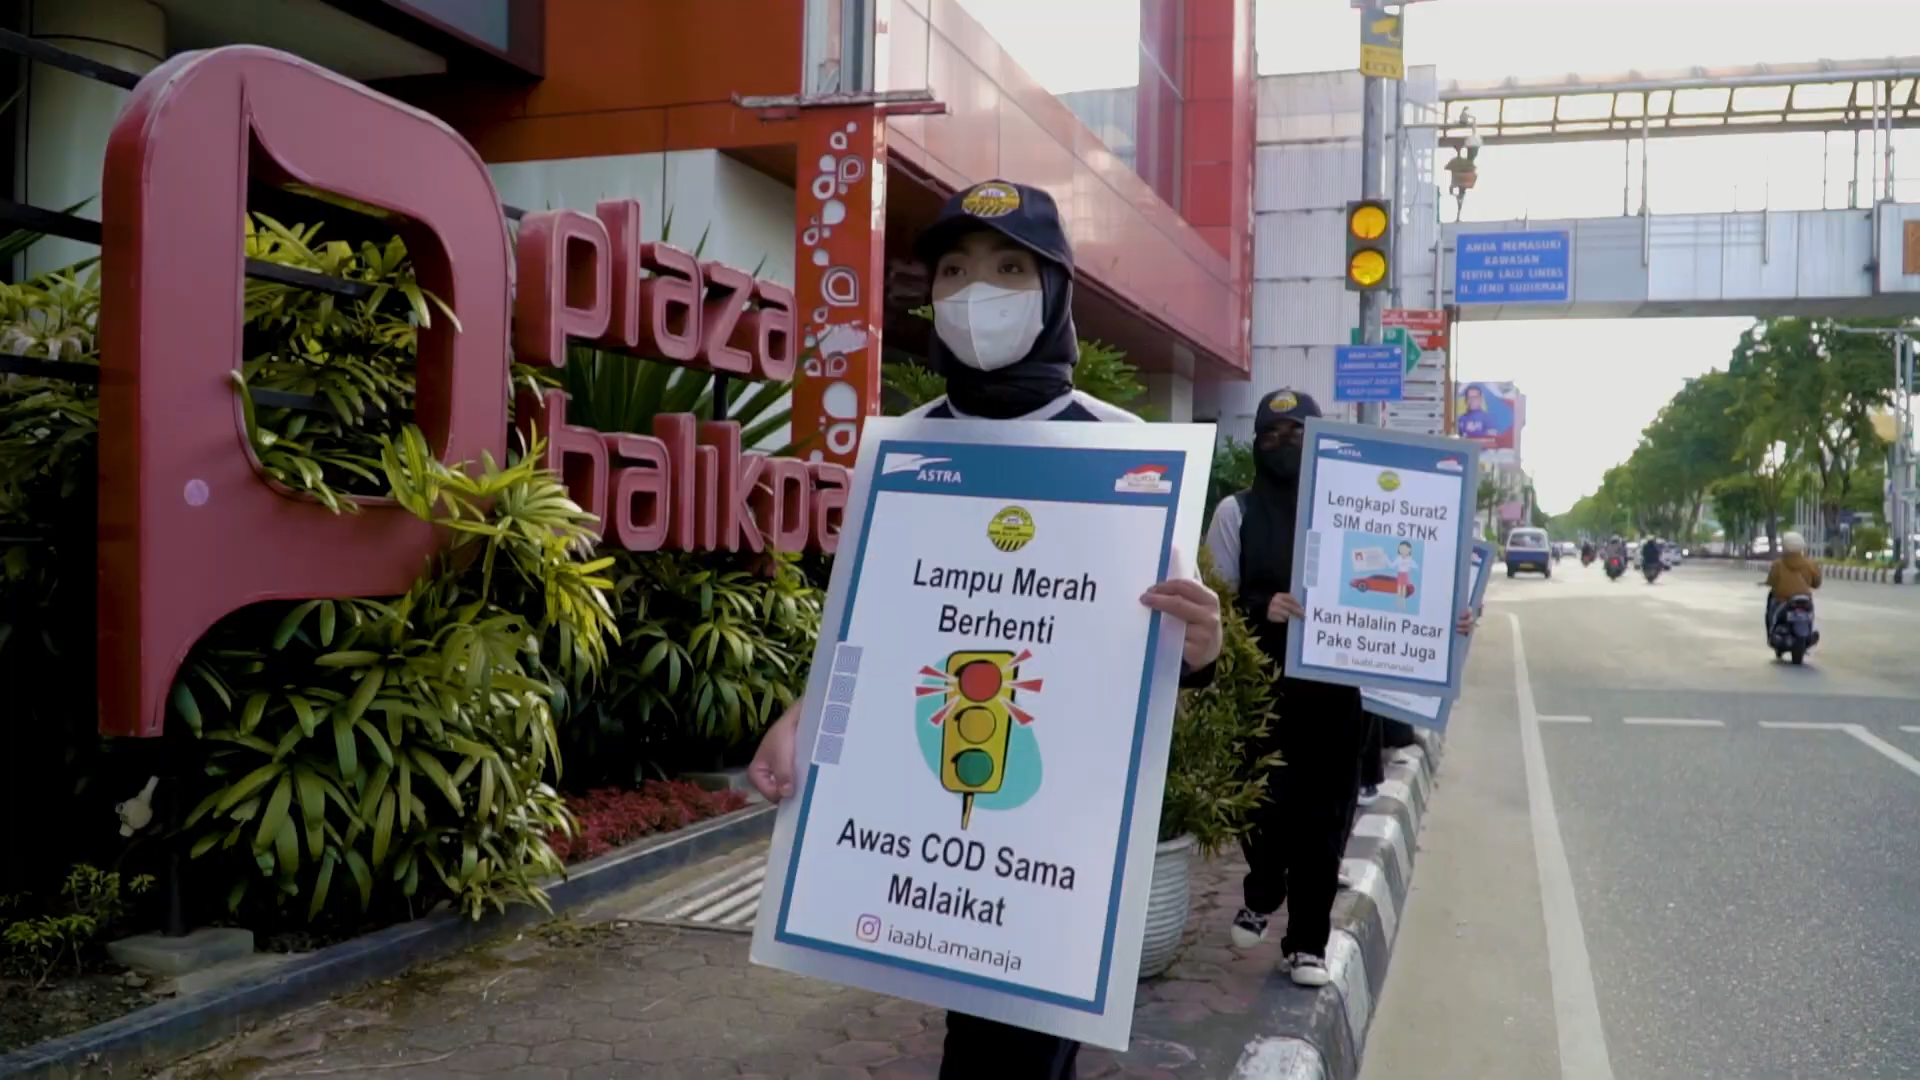 plaza
balikpa
CCTV
ANDA MEMASUKI
KAWASAN
TERTIB LALU LINTAS
JL. JEND SUDIRMAN
ASTRA
Lampu Merah
Berhenti
Awas COD Sama
Malaikat
iaabl.amanaja
ASTRA
Lengkapi Surat2
SIM dan STNK
Kan Halalin Pacar
Pake Surat Juga
iaabl.amanaja